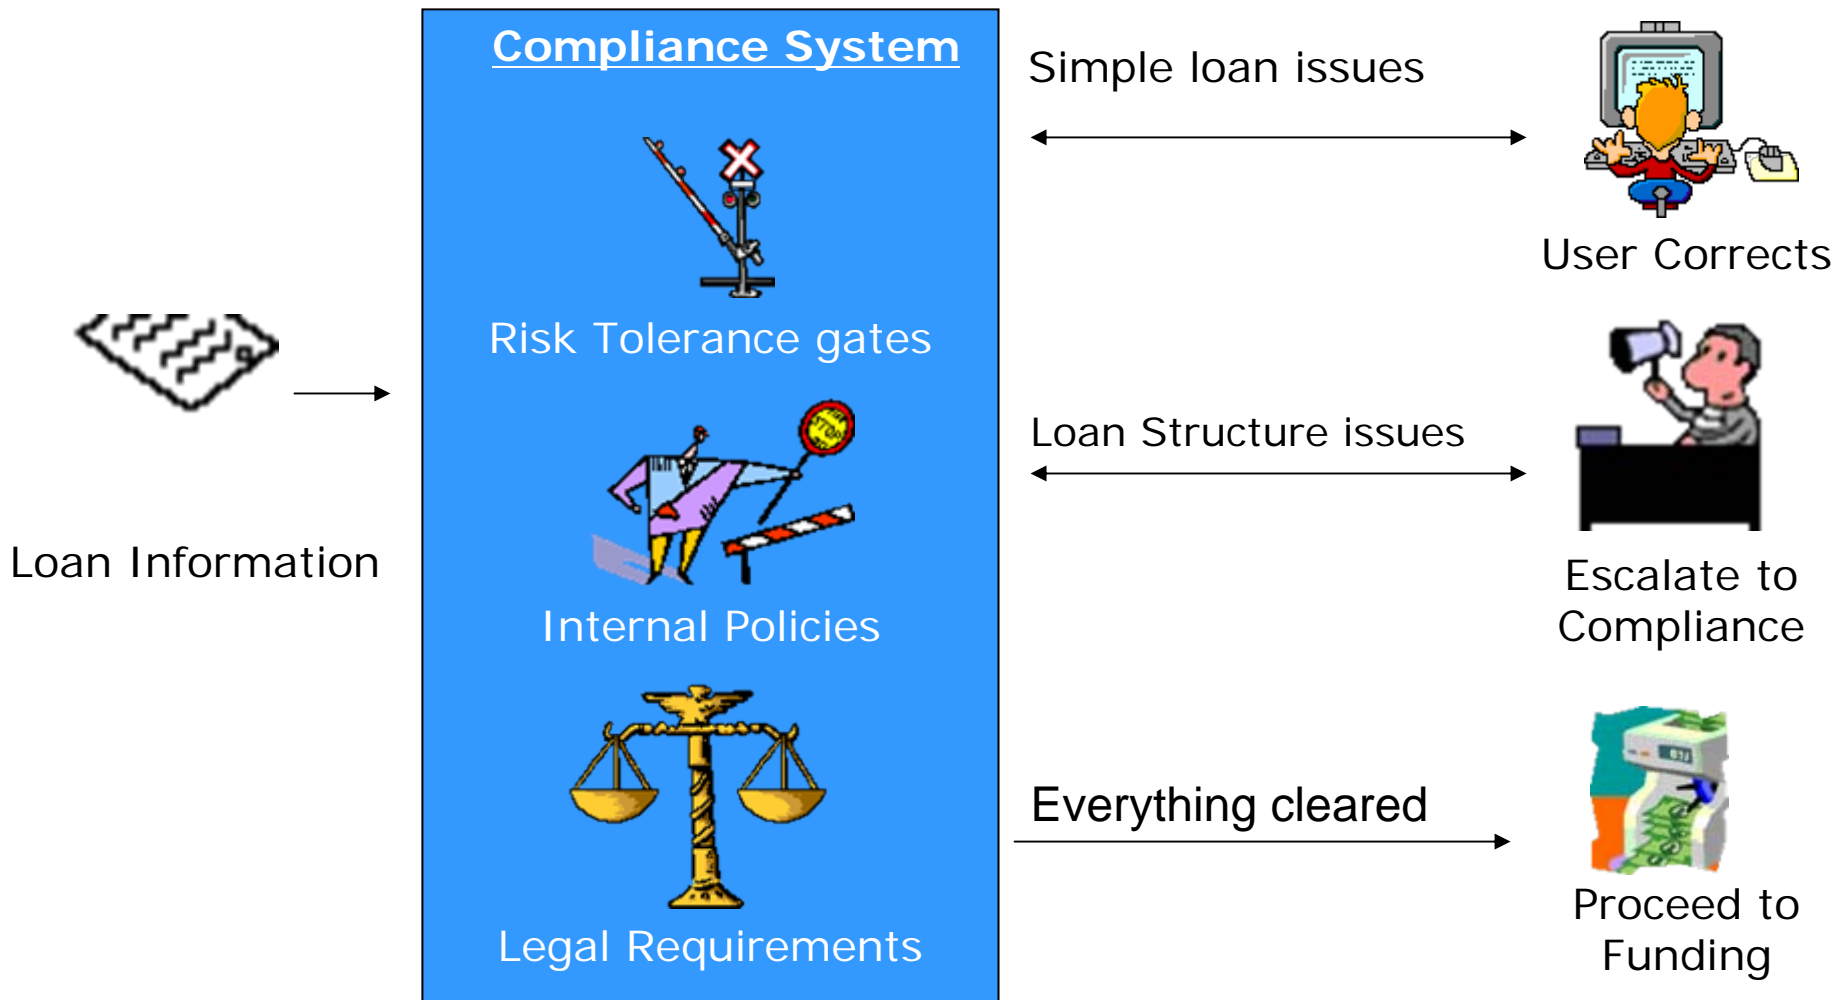 Compliance System
Simple loan issues
User Corrects
Risk Tolerance gates
STOP
Loan Structure issues
Loan Information
Escalate to
Compliance
Internal Policies
Everything cleared
Proceed to
Funding
Legal Requirements